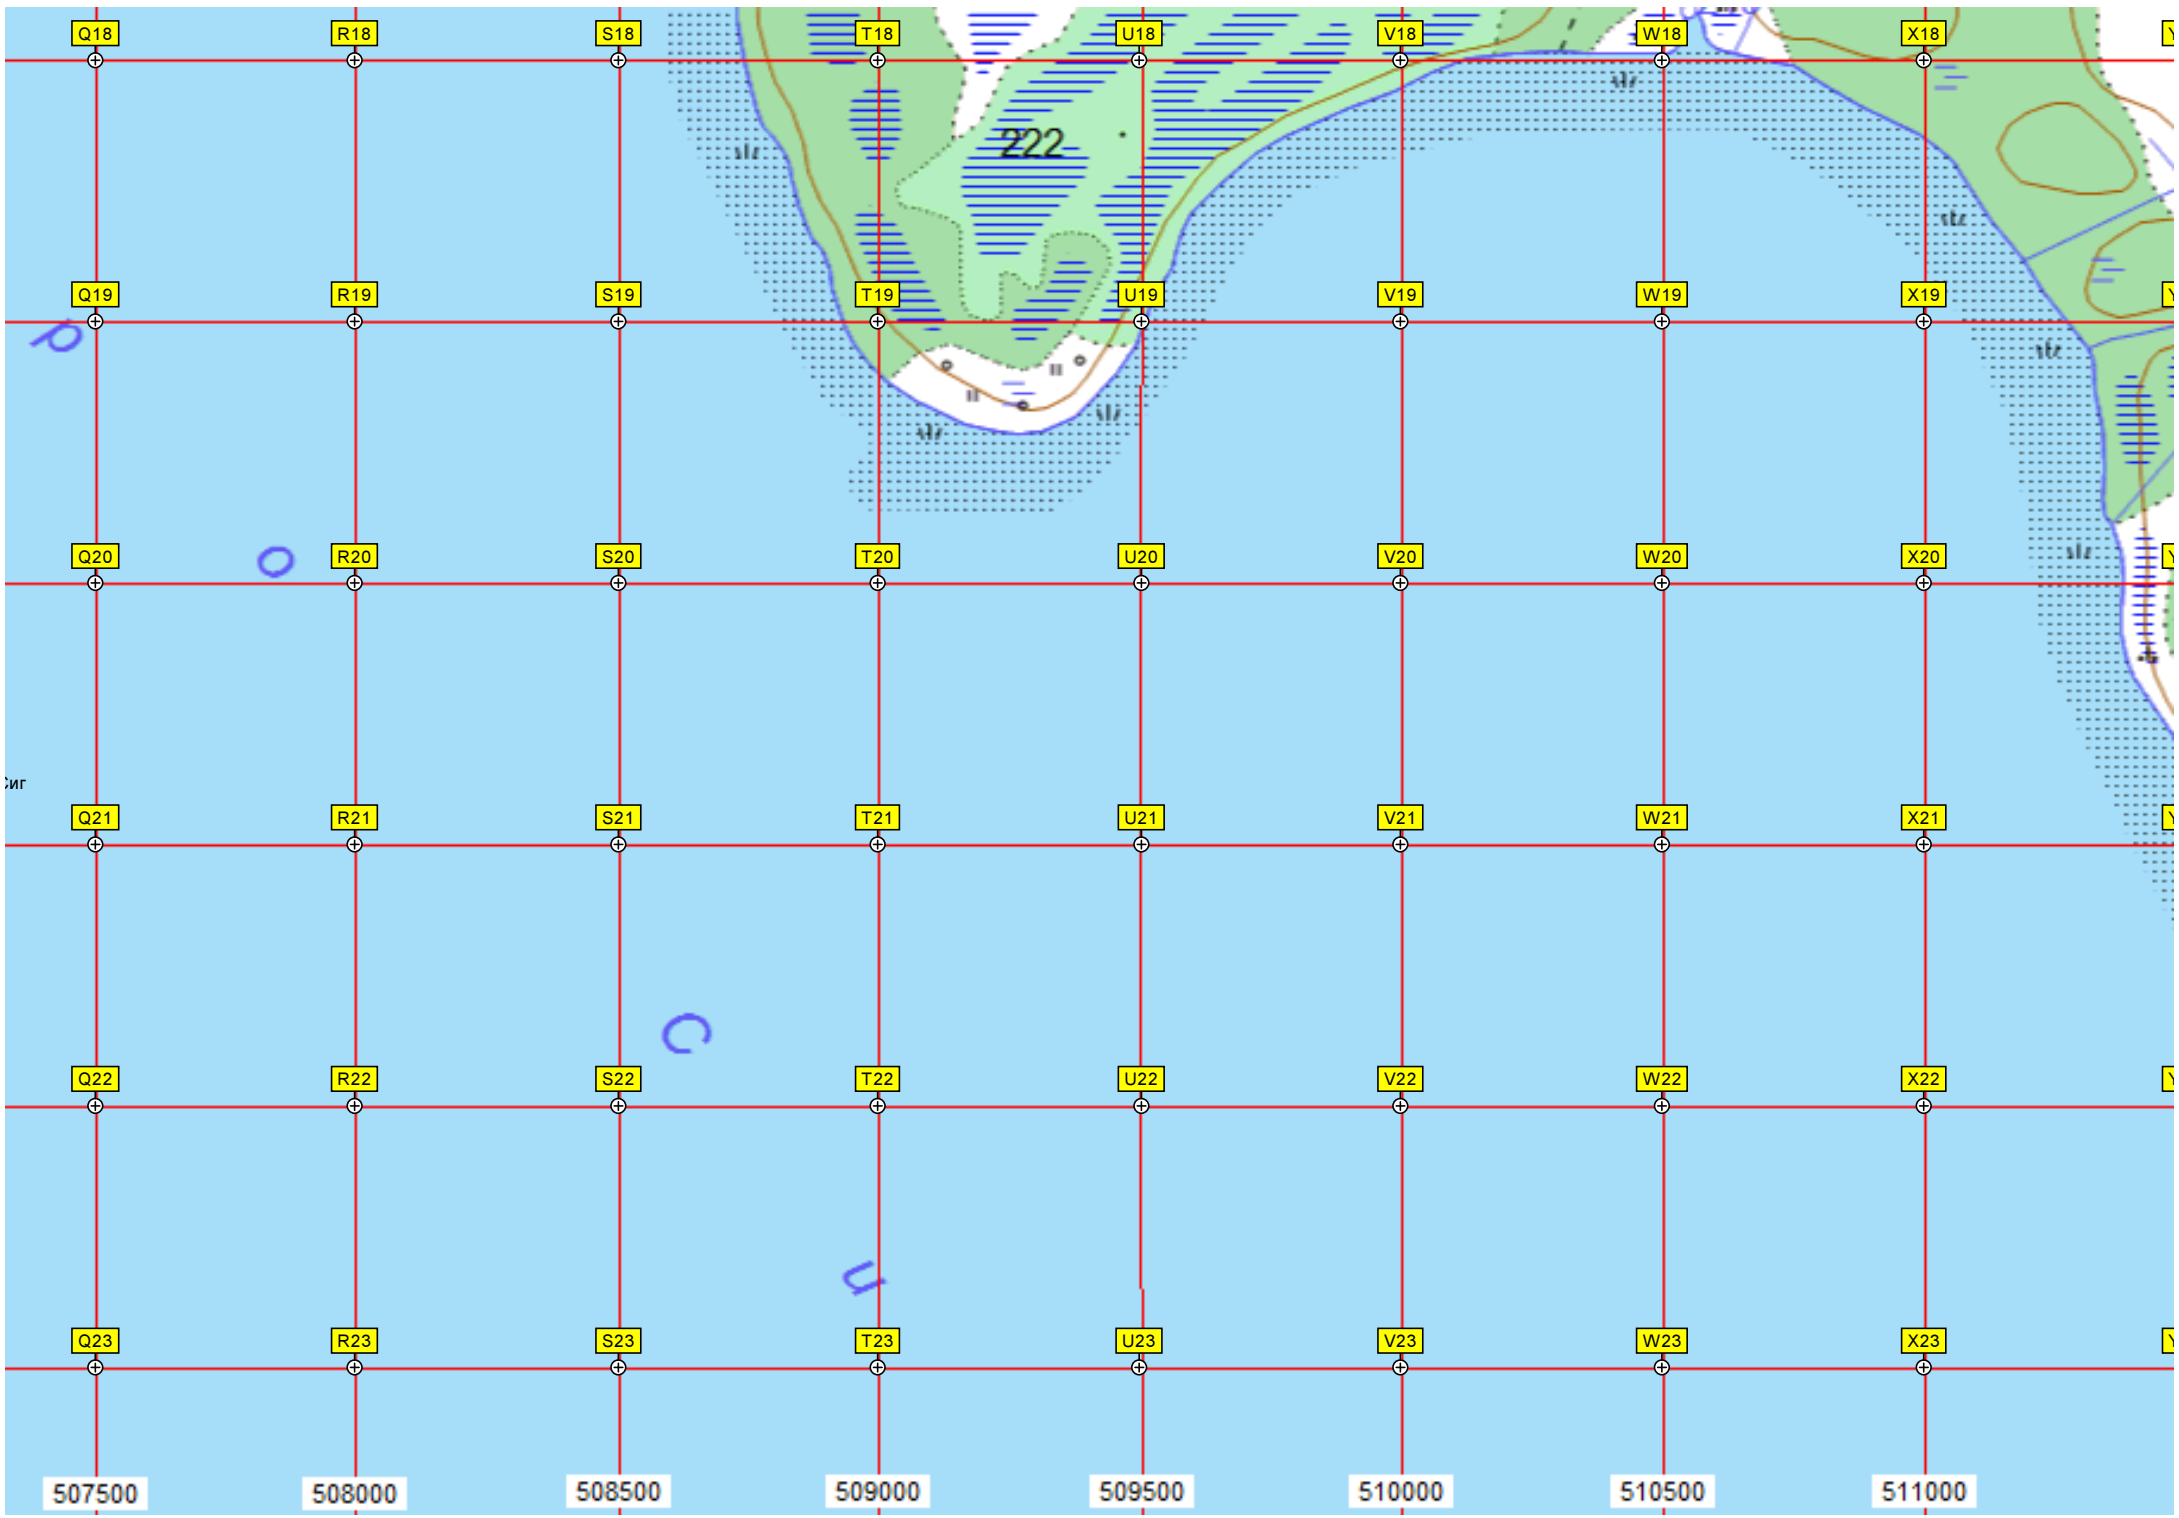 Q18 R18 S18 T18 U18 V18 W18 X18
222
Q19 R19 S19 T19 U19 V19 W19 X19
р
Q20 R20 S20 T20 U20 V20 W20 X20
о
Сиг
Q21 R21 S21 T21 U21 V21 W21 X21
С
Q22 R22 S22 T22 U22 V22 W22 X22
и
Q23 R23 S23 T23 U23 V23 W23 X23
507500 508000 508500 509000 509500 510000 510500 511000